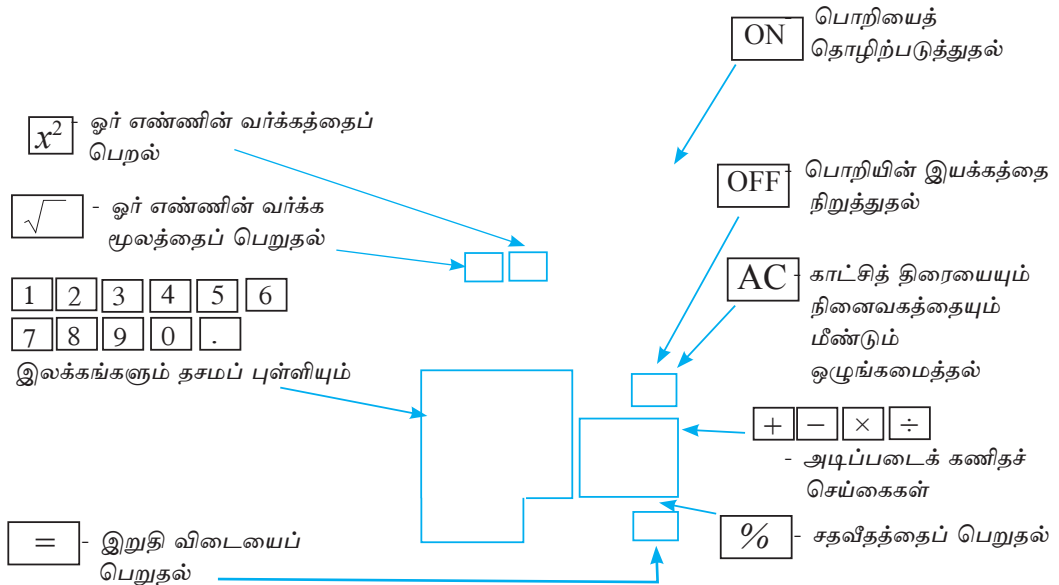 ON - பொறியைத்
தொழிற்படுத்துதல்
x² - ஓர் எண்ணின் வர்க்கத்தைப்
பெறல்
OFF - பொறியின் இயக்கத்தை
நிறுத்துதல்
√ - ஓர் எண்ணின் வர்க்க
மூலத்தைப் பெறுதல்
AC - காட்சித் திரையையும்
நினைவகத்தையும்
மீண்டும்
ஒழுங்கமைத்தல்
1 2 3 4 5 6
7 8 9 0 .
இலக்கங்களும் தசமப் புள்ளியும்
+ − × ÷
- அடிப்படைக் கணிதச்
செய்கைகள்
= - இறுதி விடையைப்
பெறுதல்
% - சதவீதத்தைப் பெறுதல்